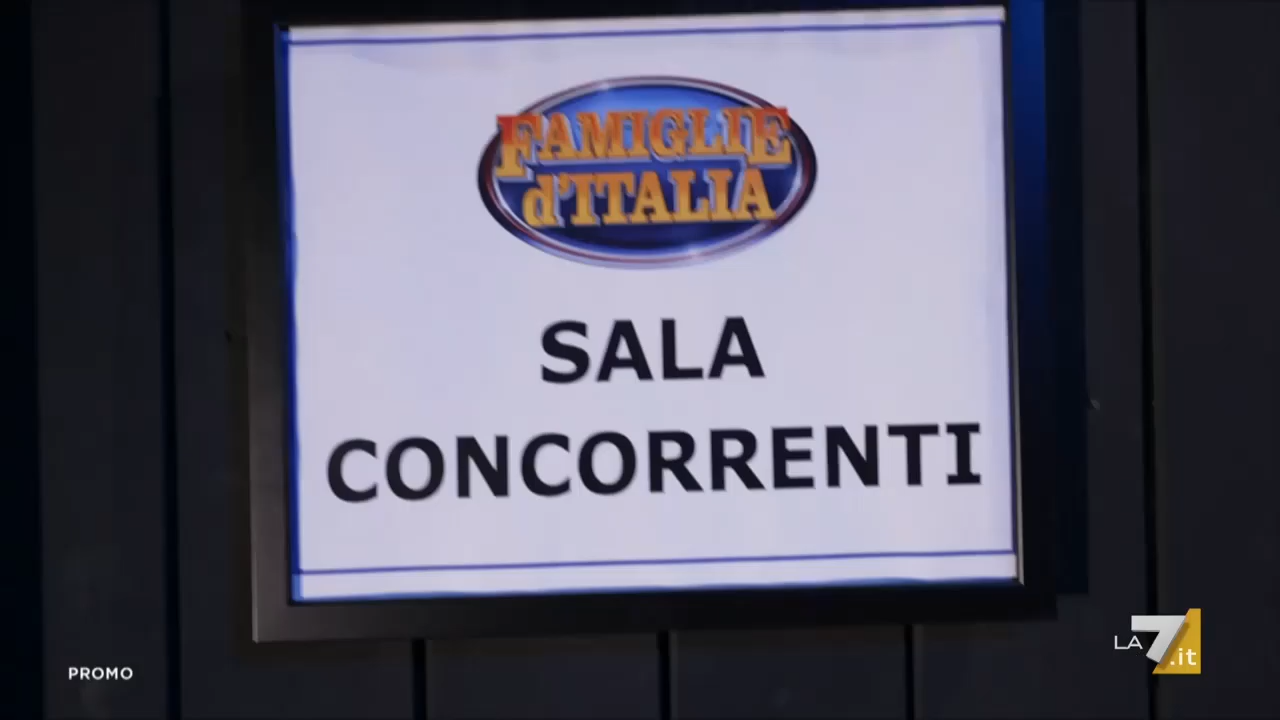 FAMIGLIE
d'ITALIA
SALA
CONCORRENTI
PROMO
LA7.it